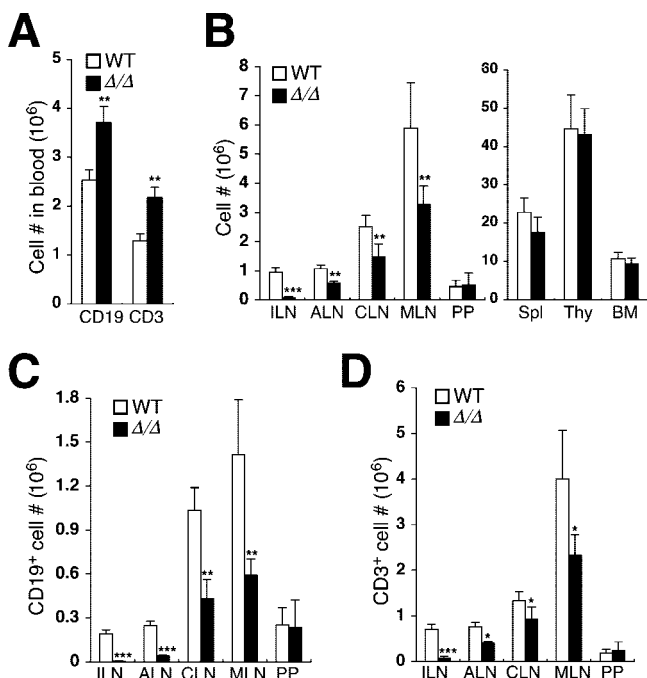 A
WT
Δ/Δ
Cell # in blood (10⁶)
5
4
3
2
1
0
**
**
CD19 CD3
B
WT
Δ/Δ
Cell # (10⁶)
8
7
6
5
4
3
2
1
0
***
**
**
**
ILN ALN CLN MLN PP
60
50
40
30
20
10
0
Spl Thy BM
C
WT
Δ/Δ
CD19⁺ cell # (10⁶)
1.8
1.5
1.2
0.9
0.6
0.3
0
***
***
**
**
ILN ALN CLN MLN PP
D
WT
Δ/Δ
CD3⁺ cell # (10⁶)
6
5
4
3
2
1
0
***
*
*
*
ILN ALN CLN MLN PP